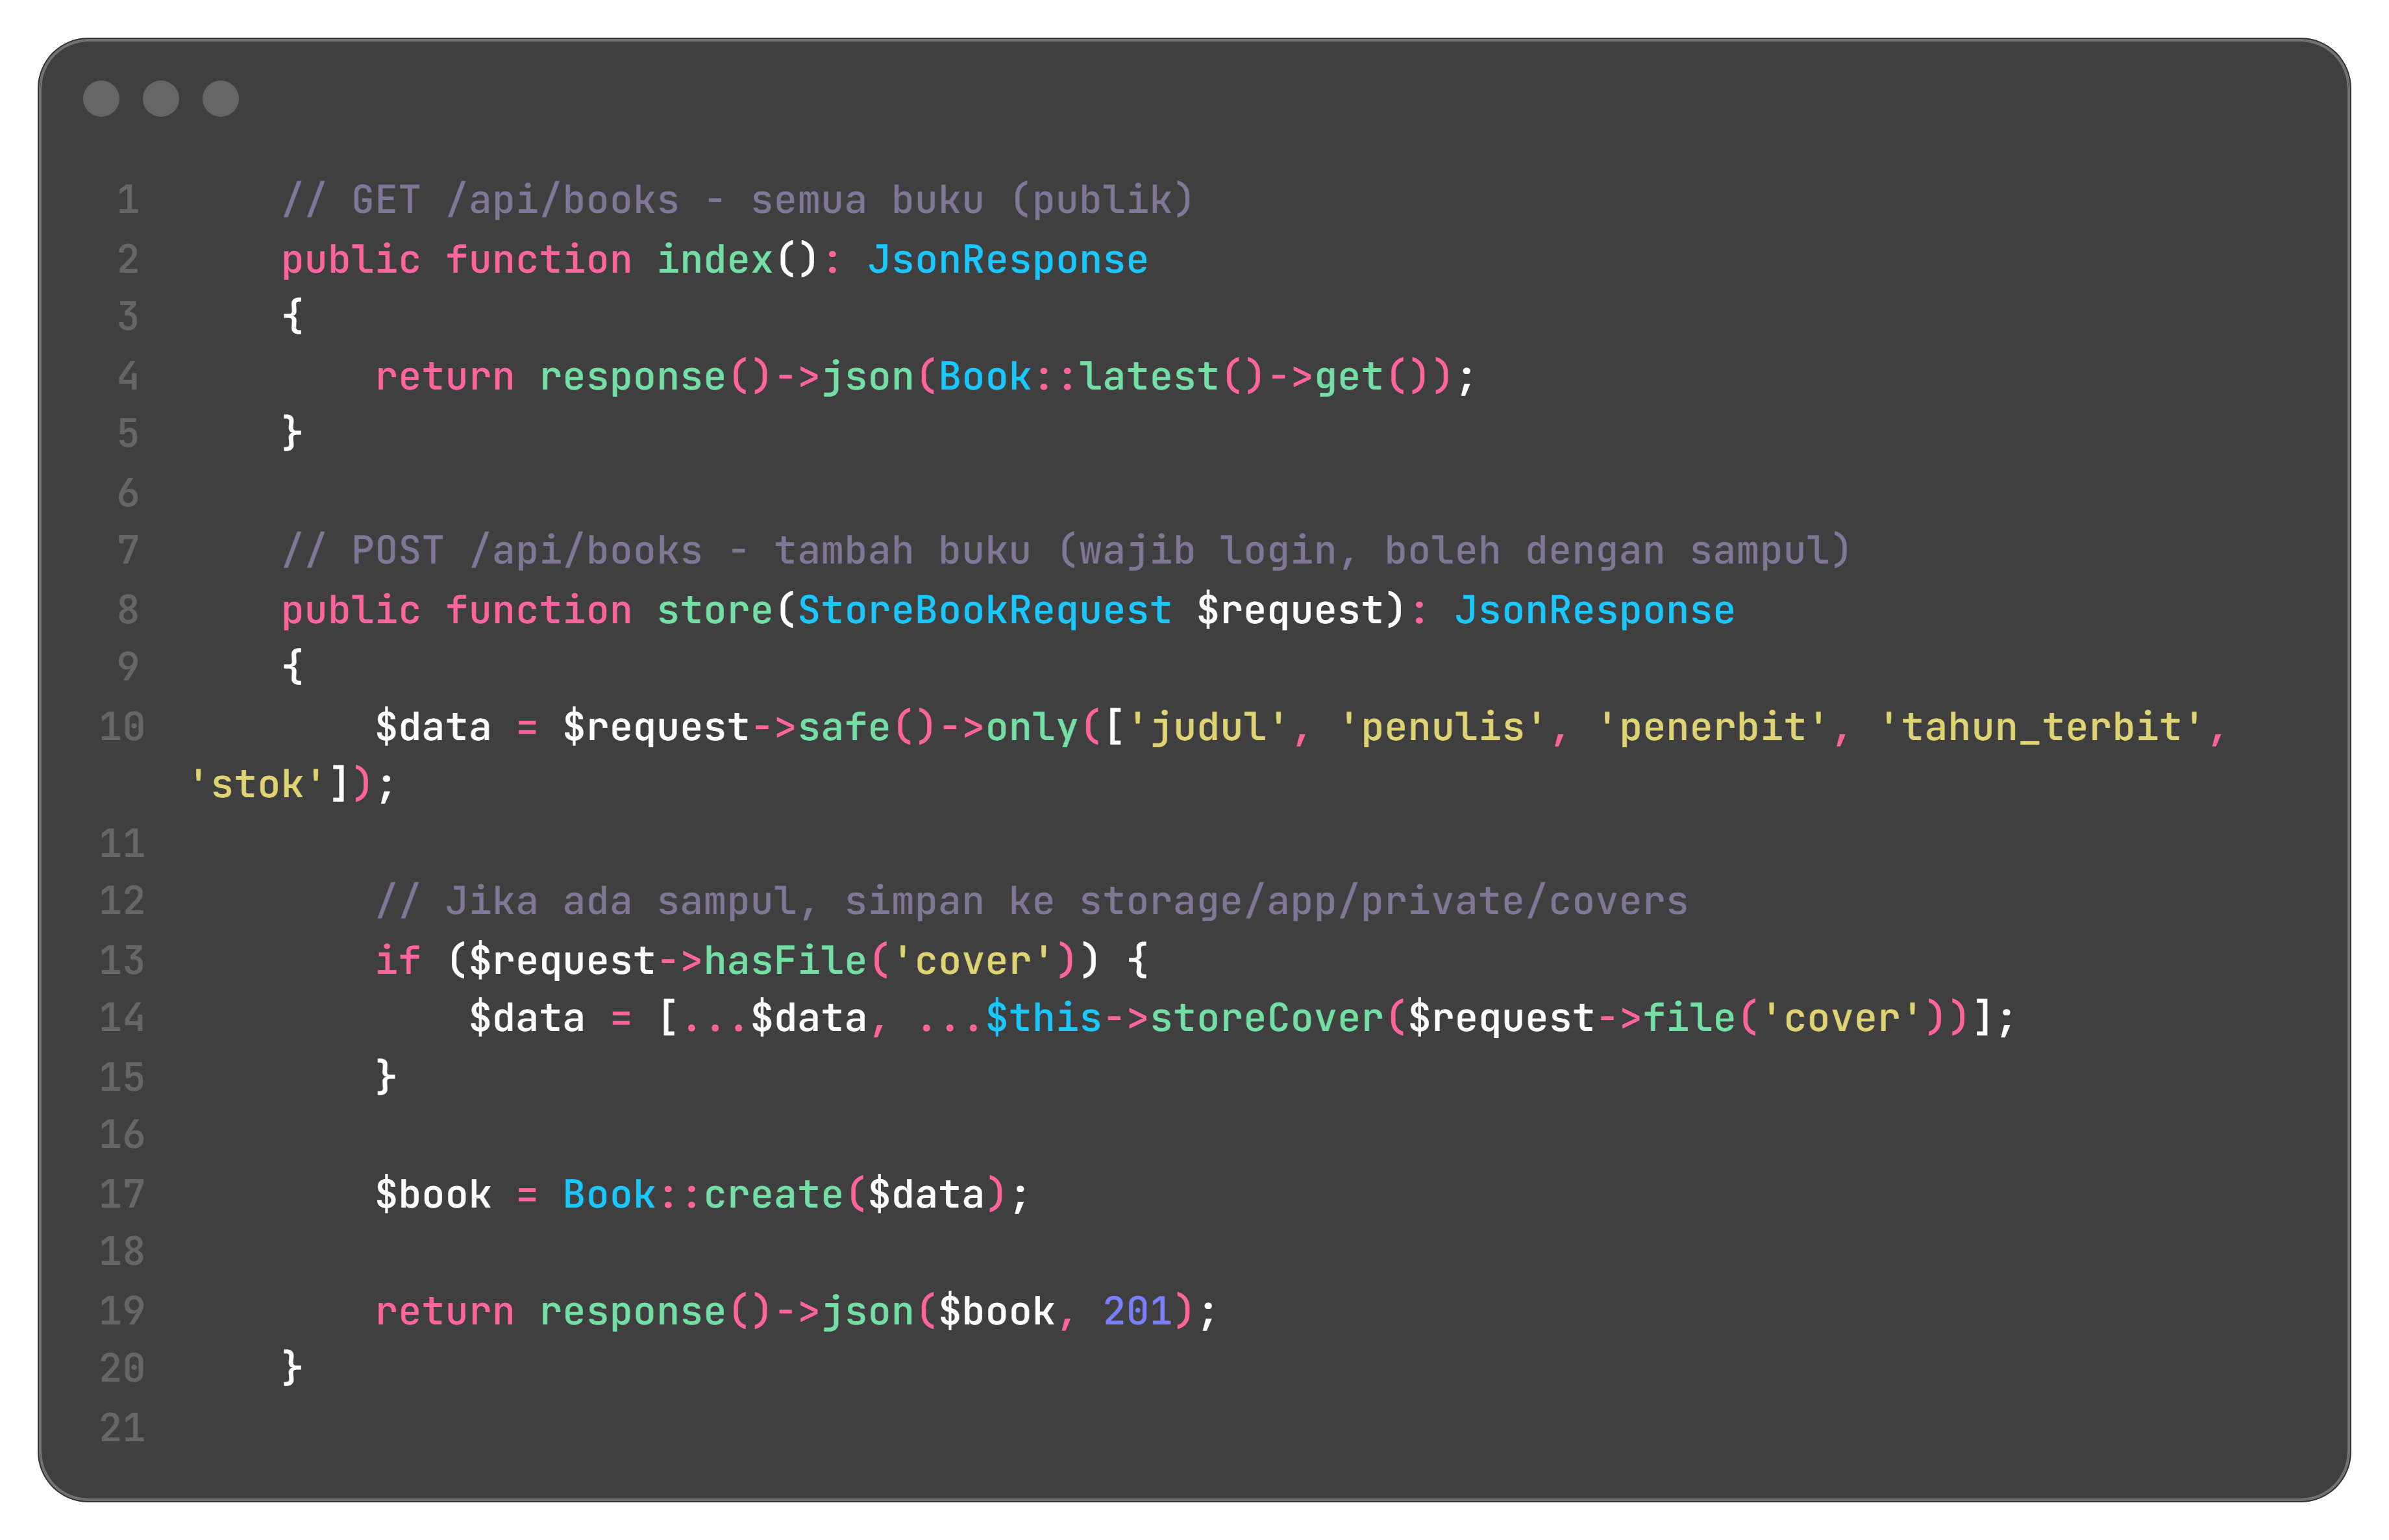 1 // GET /api/books - semua buku (publik)
2 public function index(): JsonResponse
3 {
4 return response()->json(Book::latest()->get());
5 }
6
7 // POST /api/books - tambah buku (wajib login, boleh dengan sampul)
8 public function store(StoreBookRequest $request): JsonResponse
9 {
10 $data = $request->safe()->only(['judul', 'penulis', 'penerbit', 'tahun_terbit',
'stok']);
11
12 // Jika ada sampul, simpan ke storage/app/private/covers
13 if ($request->hasFile('cover')) {
14 $data = [...$data, ...$this->storeCover($request->file('cover'))];
15 }
16
17 $book = Book::create($data);
18
19 return response()->json($book, 201);
20 }
21